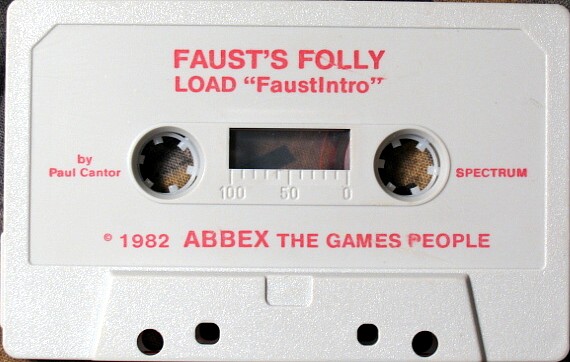 FAUST'S FOLLY
LOAD “FaustIntro”
by
Paul Cantor
SPECTRUM
100 50 0
© 1982 ABBEX THE GAMES PEOPLE